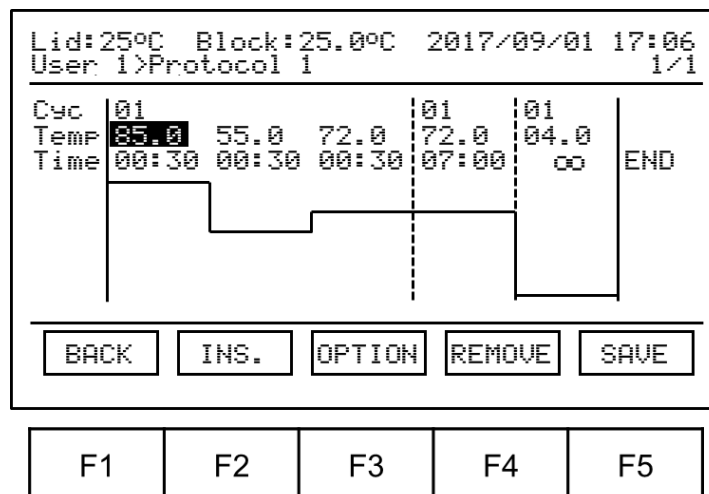 Lid:25ºC Block:25.0ºC 2017/09/01 17:06
User 1>Protocol 1 1/1
Cyc 01 01 01
Temp 85.0 55.0 72.0 72.0 04.0
Time 00:30 00:30 00:30 07:00 ∞ END
BACK INS. OPTION REMOVE SAVE
F1 F2 F3 F4 F5